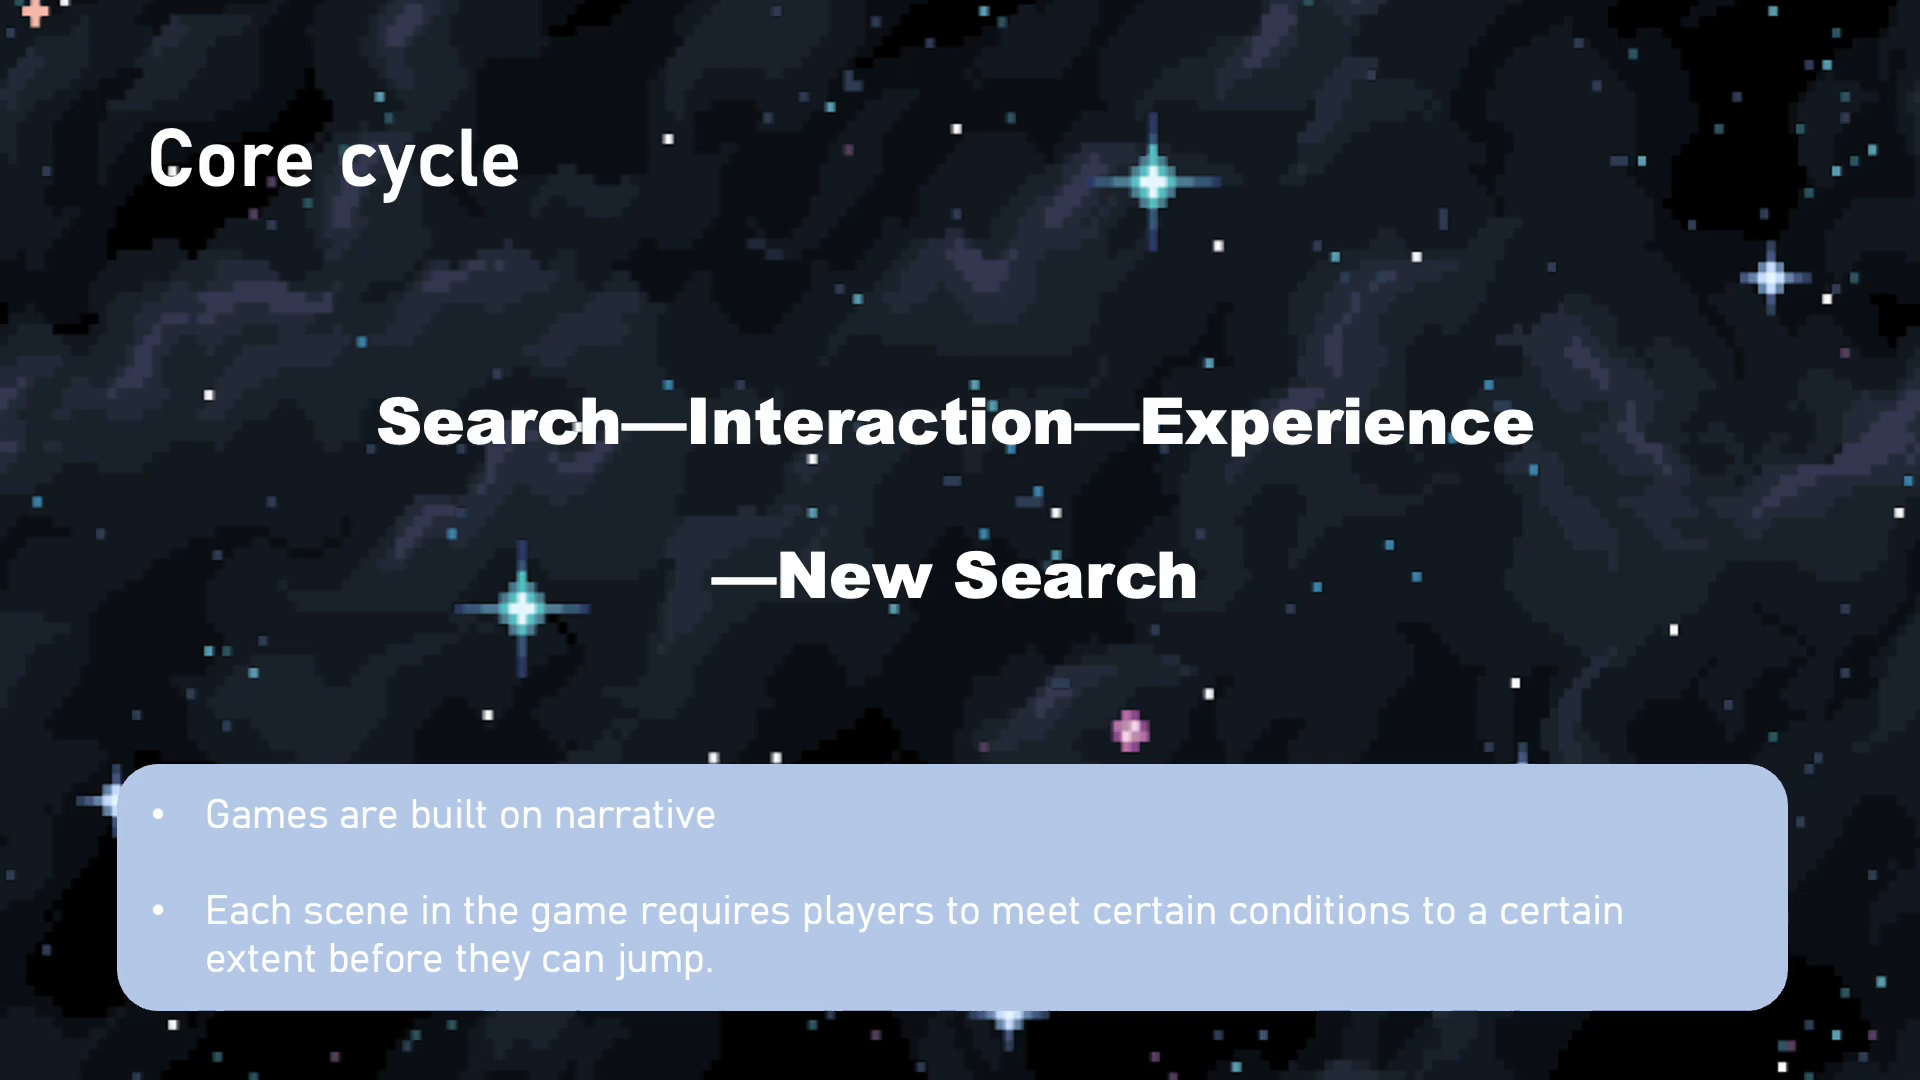 Core cycle
Search—Interaction—Experience
—New Search
• Games are built on narrative
• Each scene in the game requires players to meet certain conditions to a certain
extent before they can jump.